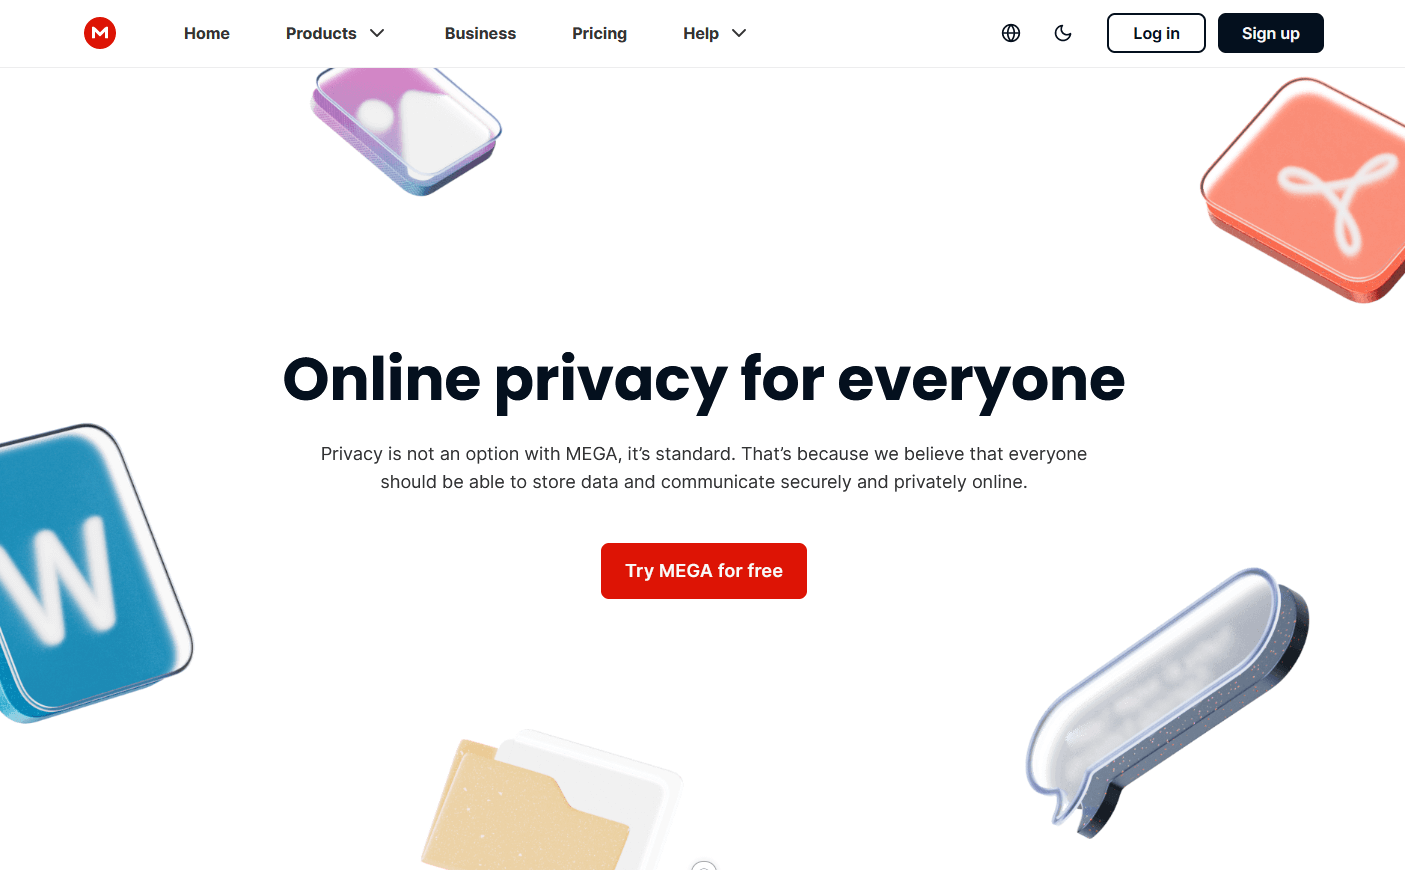 Home
Products
Business
Pricing
Help
Log in
Sign up
Online privacy for everyone
Privacy is not an option with MEGA, it’s standard. That’s because we believe that everyone
should be able to store data and communicate securely and privately online.
Try MEGA for free
W